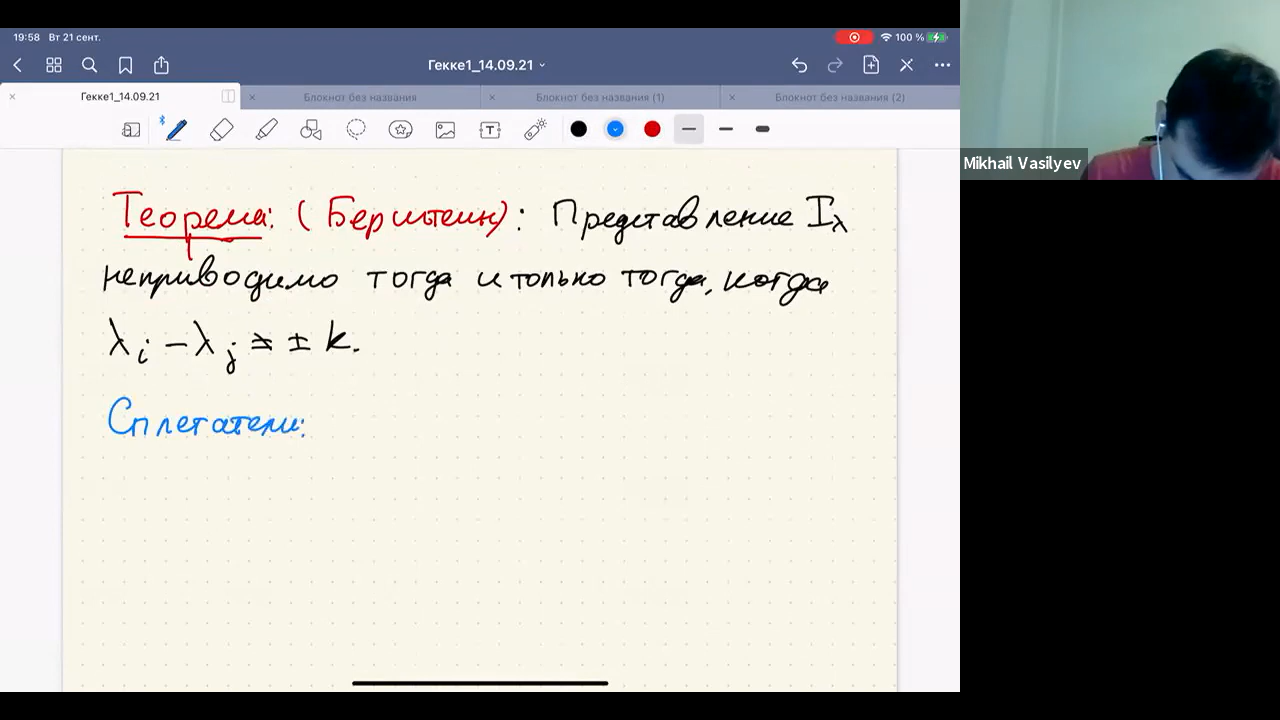 19:58 Вт 21 сент.
100 %
Гекке1_14.09.21
Гекке1_14.09.21
Блокнот без названия
Блокнот без названия (1)
Блокнот без названия (2)
Mikhail Vasilyev
Теорема: (Бернштеин): Представление I_λ
неприводимо тогда и только тогда, когда
λ_i − λ_j ≠ ± k.
Сплетатели: